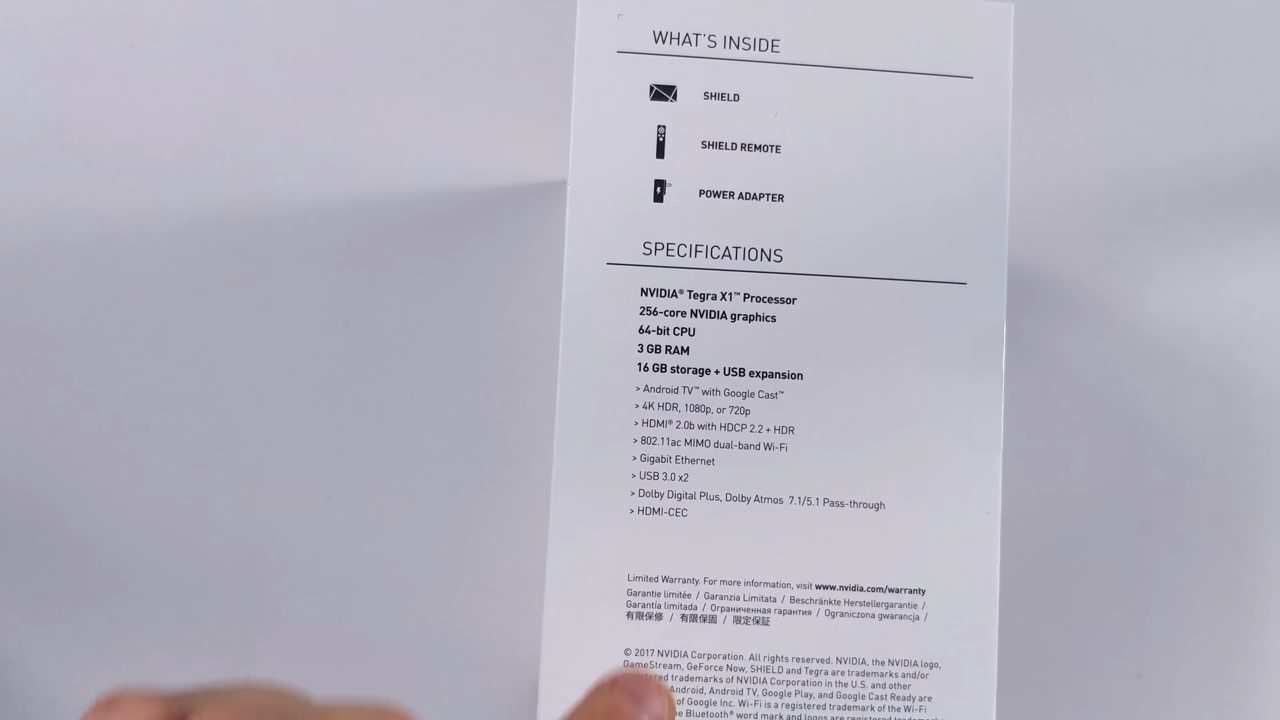 WHAT'S INSIDE
SHIELD
SHIELD REMOTE
POWER ADAPTER
SPECIFICATIONS
NVIDIA® Tegra X1™ Processor
256-core NVIDIA graphics
64-bit CPU
3 GB RAM
16 GB storage + USB expansion
> Android TV™ with Google Cast™
> 4K HDR, 1080p, or 720p
> HDMI® 2.0b with HDCP 2.2 + HDR
> 802.11ac MIMO dual-band Wi-Fi
> Gigabit Ethernet
> USB 3.0 x2
> Dolby Digital Plus, Dolby Atmos 7.1/5.1 Pass-through
> HDMI-CEC
Limited Warranty. For more information, visit www.nvidia.com/warranty
Garantie limitée / Garanzia Limitata / Beschränkte Herstellergarantie /
Garantía limitada / Ограниченная гарантия / Ograniczona gwarancja /
有限保修 / 有限保固 / 限定保証
© 2017 NVIDIA Corporation. All rights reserved. NVIDIA, the NVIDIA logo,
GameStream, GeForce Now, SHIELD and Tegra are trademarks and/or
trademarks of NVIDIA Corporation in the U.S. and other
Android, Android TV, Google Play, and Google Cast Ready are
of Google Inc. Wi-Fi is a registered trademark of the Wi-Fi
Bluetooth® word mark and logos are registered